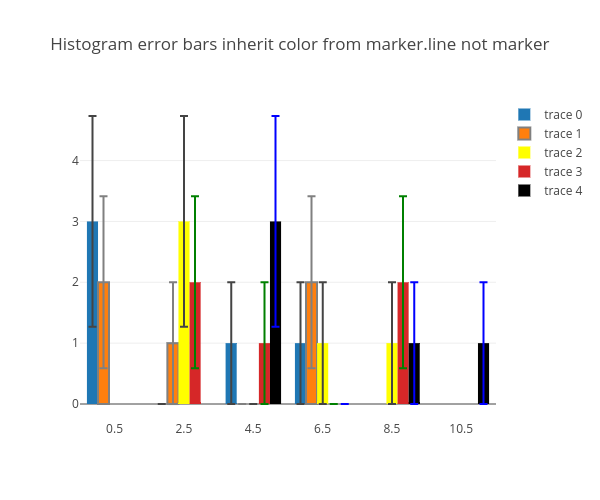 Histogram error bars inherit color from marker.line not marker
trace 0
trace 1
trace 2
trace 3
trace 4
4
3
2
1
0
0.5 2.5 4.5 6.5 8.5 10.5